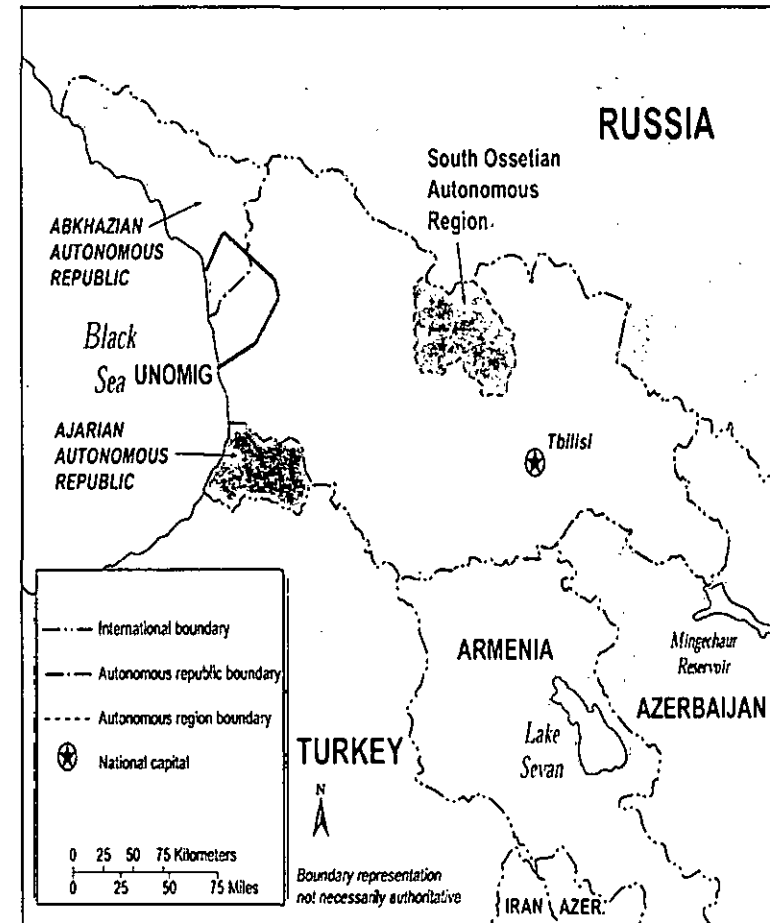 RUSSIA
South Ossetian
Autonomous
Region
ABKHAZIAN
AUTONOMOUS
REPUBLIC
Black
Sea
UNOMIG
AJARIAN
AUTONOMOUS
REPUBLIC
Tbilisi
International boundary
Autonomous republic boundary
Autonomous region boundary
National capital
0 25 50 75 Kilometers
0 25 50 75 Miles
ARMENIA
Mingechaur
Reservoir
AZERBAIJAN
Lake
Sevan
TURKEY
N
Boundary representation
not necessarily authoritative
IRAN
AZER.